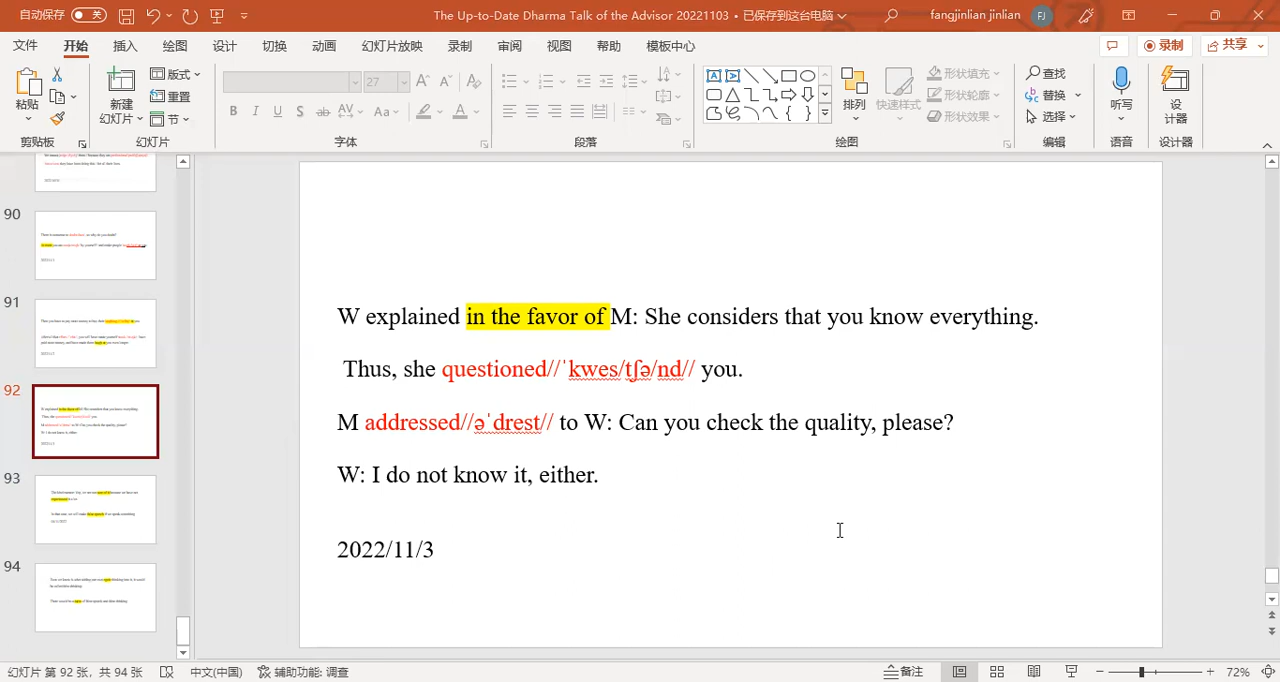 自动保存 关 The Up-to-Date Dharma Talk of the Advisor 20221103 • 已保存到这台电脑 fangjinlian jinlian FJ
文件 开始 插入 绘图 设计 切换 动画 幻灯片放映 录制 审阅 视图 帮助 模板中心 录制 共享
粘贴 新建 幻灯片 版式 重置 节 27 排列 快速样式 形状填充 形状轮廓 形状效果 查找 替换 选择 听写 设计器
剪贴板 幻灯片 字体 段落 绘图 编辑 语音 设计器
90
91
92
93
94
W explained in the favor of M: She considers that you know everything.
Thus, she questioned//ˈkwes/tʃə/nd// you.
M addressed//əˈdrest// to W: Can you check the quality, please?
W: I do not know it, either.
2022/11/3
幻灯片 第 92 张，共 94 张 中文(中国) 辅助功能: 调查 备注 72%